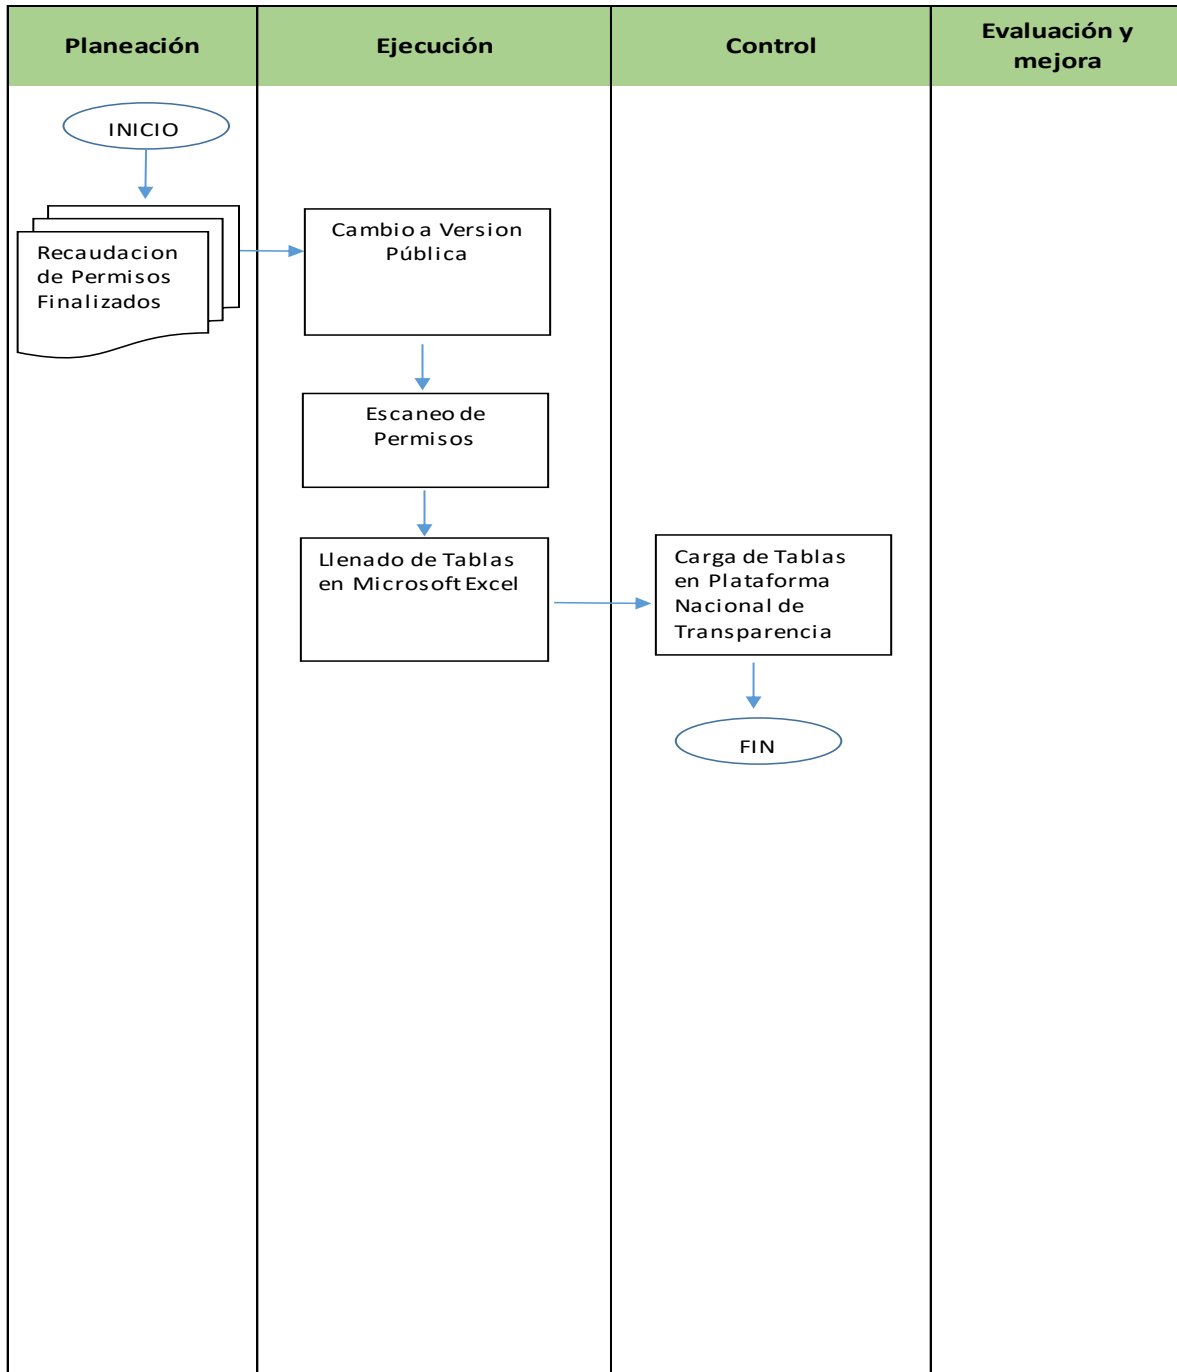 Planeación
Ejecución
Control
Evaluación y
mejora
INICIO
Recaudacion
de Permisos
Finalizados
Cambio a Version
Pública
Escaneo de
Permisos
Llenado de Tablas
en Microsoft Excel
Carga de Tablas
en Plataforma
Nacional de
Transparencia
FIN